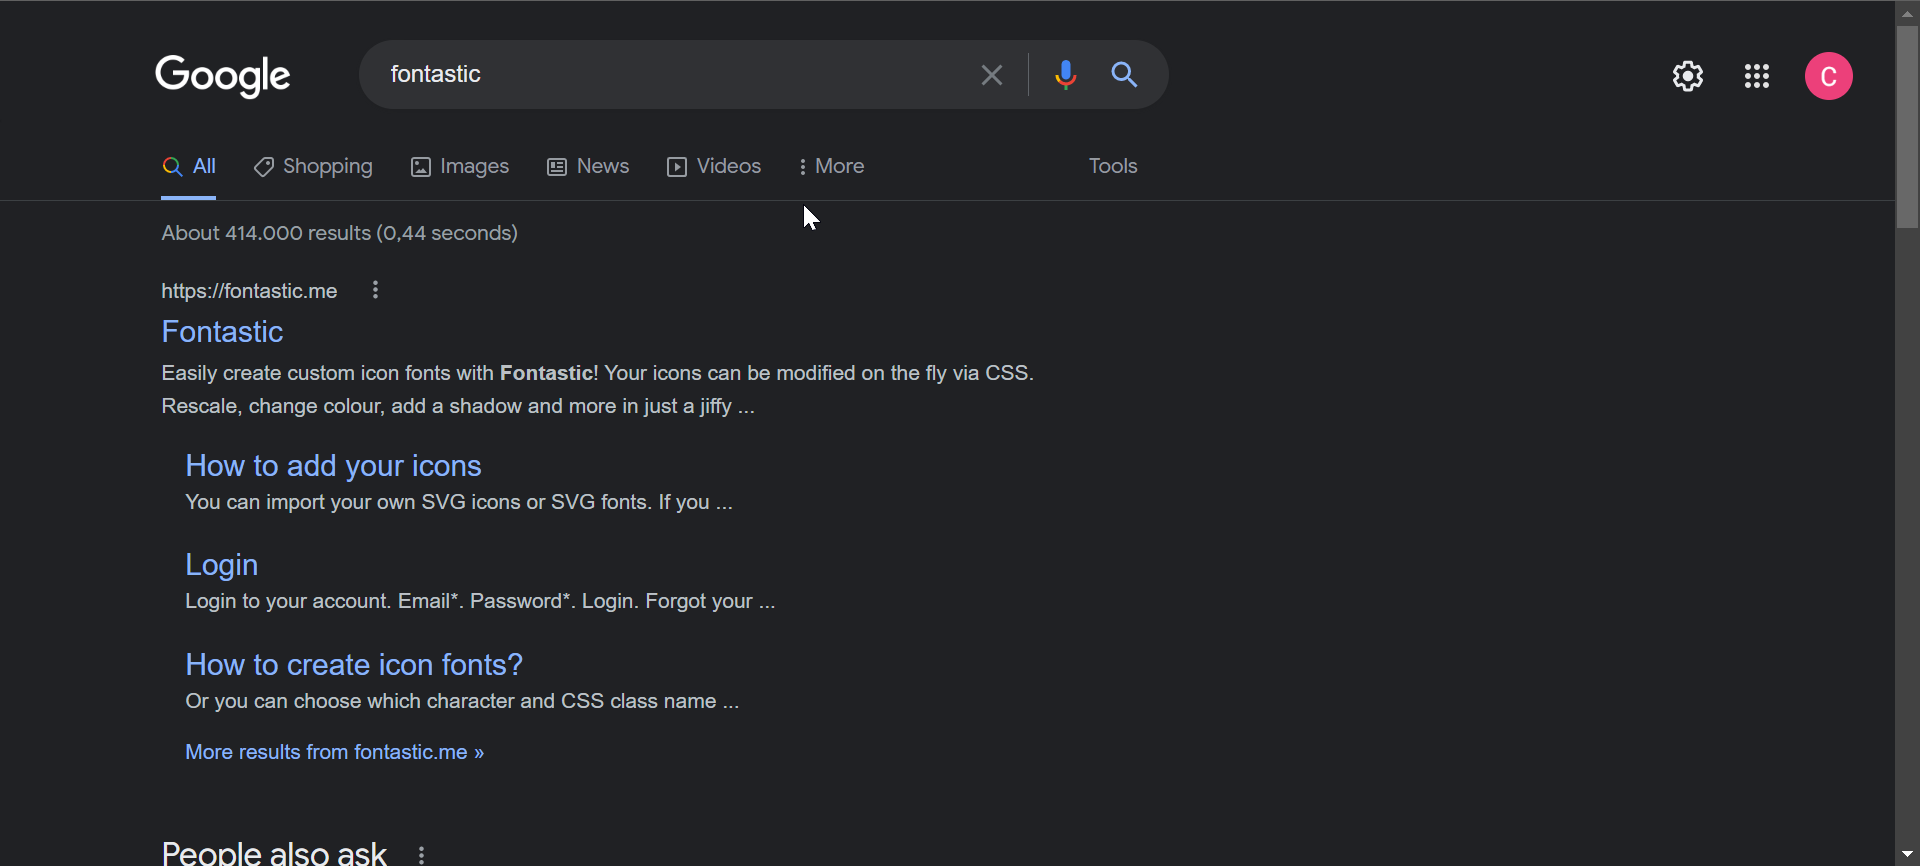 Google
fontastic
C
All
Shopping
Images
News
Videos
More
Tools
About 414.000 results (0,44 seconds)
https://fontastic.me
Fontastic
Easily create custom icon fonts with Fontastic! Your icons can be modified on the fly via CSS.
Rescale, change colour, add a shadow and more in just a jiffy ...
How to add your icons
You can import your own SVG icons or SVG fonts. If you ...
Login
Login to your account. Email*. Password*. Login. Forgot your ...
How to create icon fonts?
Or you can choose which character and CSS class name ...
More results from fontastic.me »
People also ask